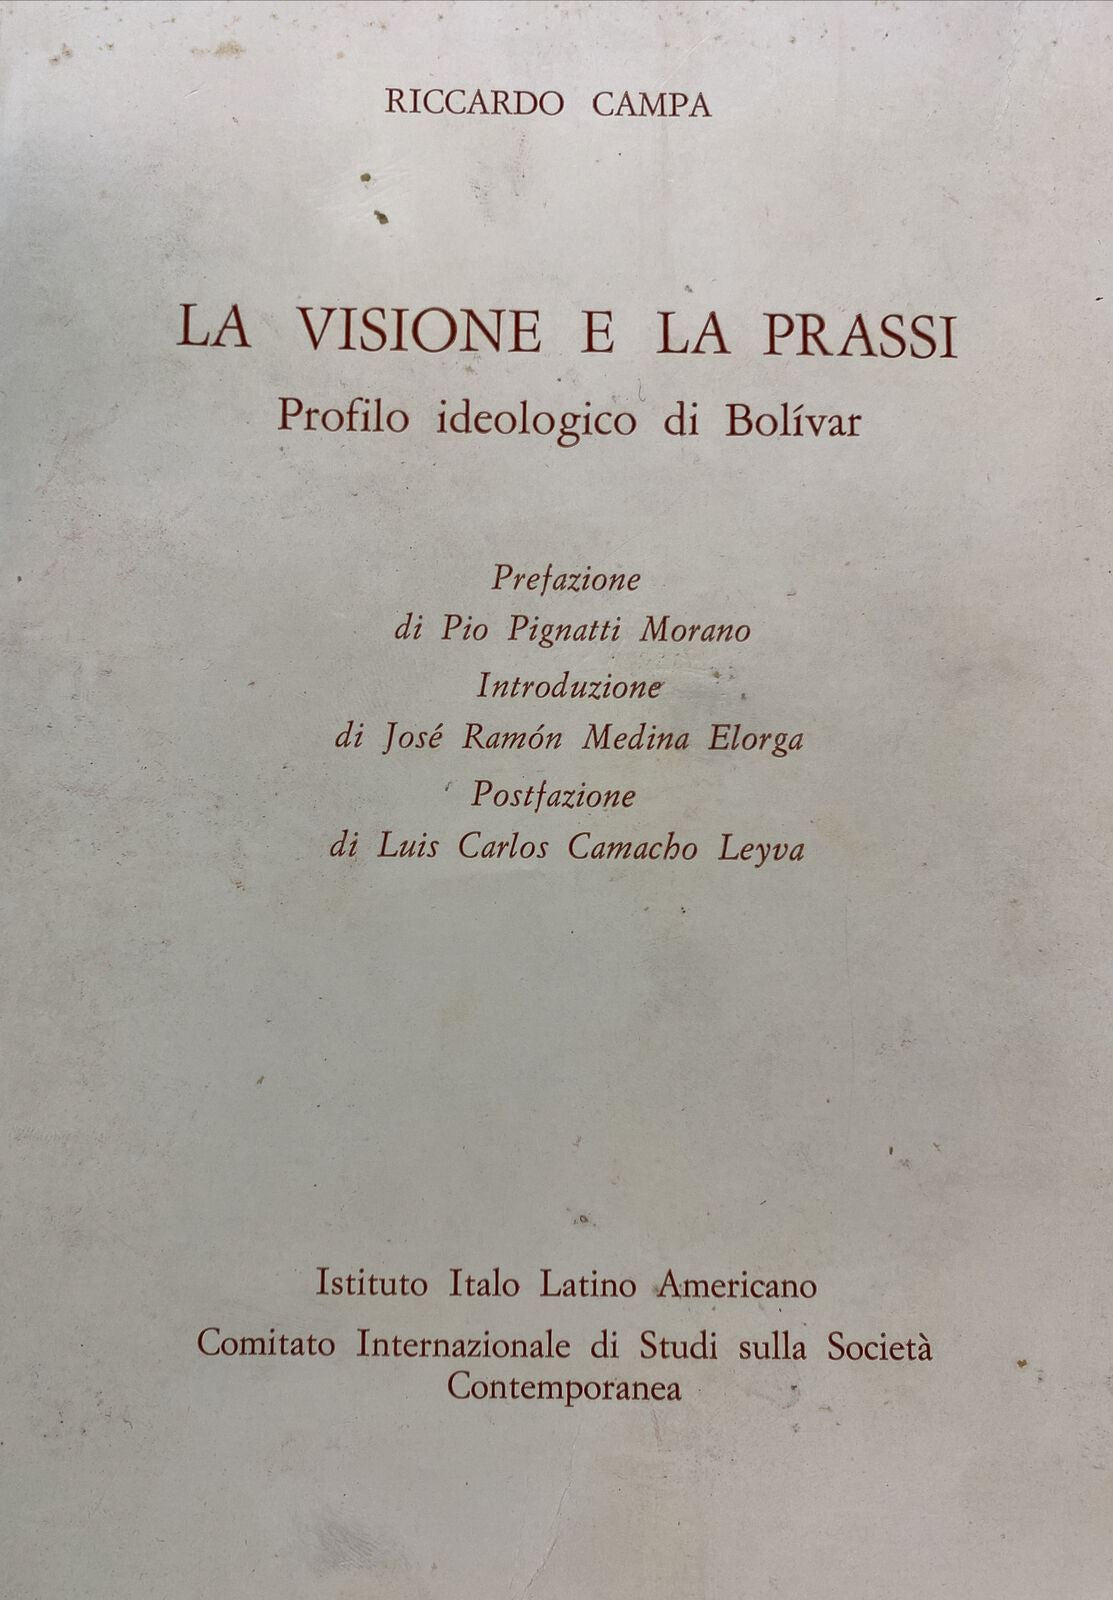 RICCARDO CAMPA
LA VISIONE E LA PRASSI
Profilo ideologico di Bolívar
Prefazione
di Pio Pignatti Morano
Introduzione
di José Ramón Medina Elorga
Postfazione
di Luis Carlos Camacho Leyva
Istituto Italo Latino Americano
Comitato Internazionale di Studi sulla Società
Contemporanea